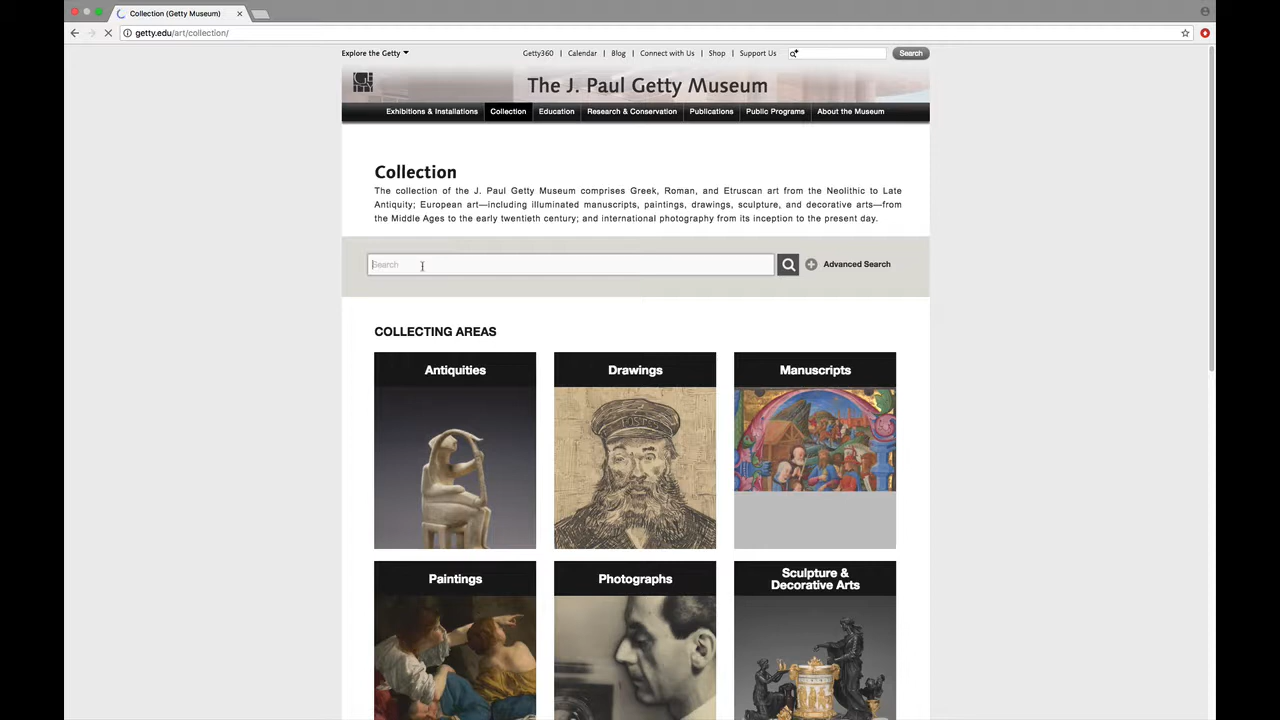 Collection (Getty Museum)
getty.edu/art/collection/
Explore the Getty
Getty360 | Calendar | Blog | Connect with Us | Shop | Support Us
Search
The J. Paul Getty Museum
Exhibitions & Installations
Collection
Education
Research & Conservation
Publications
Public Programs
About the Museum
Collection
The collection of the J. Paul Getty Museum comprises Greek, Roman, and Etruscan art from the Neolithic to Late
Antiquity; European art—including illuminated manuscripts, paintings, drawings, sculpture, and decorative arts—from
the Middle Ages to the early twentieth century; and international photography from its inception to the present day.
Search
Advanced Search
COLLECTING AREAS
Antiquities
Drawings
Manuscripts
Paintings
Photographs
Sculpture &
Decorative Arts